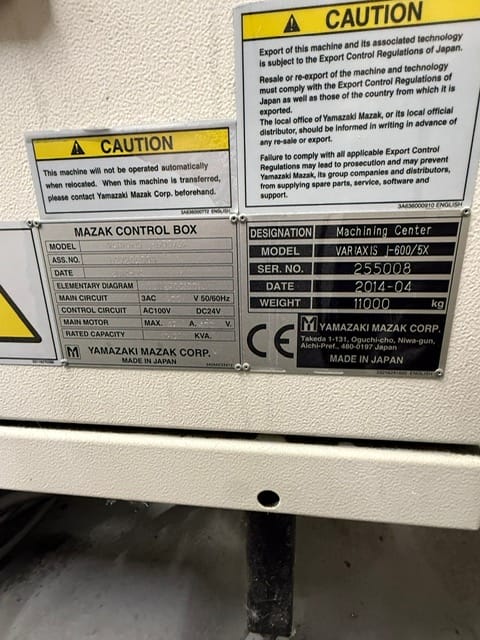 CAUTION
Export of this machine and its associated technology
is subject to the Export Control Regulations of Japan.
Resale or re-export of the machine and technology
must comply with the Export Control Regulations of
Japan as well as those of the country from which it is
exported.
The local office of Yamazaki Mazak, or its local official
distributor, should be informed in writing in advance of
any re-sale or export.
Failure to comply with all applicable Export Control
Regulations may lead to prosecution and may prevent
Yamazaki Mazak, its group companies and distributors,
from supplying spare parts, service, software and
support.
3A636000910 ENGLISH
CAUTION
This machine will not be operated automatically
when relocated. When this machine is transferred,
please contact Yamazaki Mazak Corp. beforehand.
3A636000772 ENGLISH
MAZAK CONTROL BOX
MODEL
ASS.NO.
DATE
ELEMENTARY DIAGRAM
MAIN CIRCUIT 3AC V 50/60Hz
CONTROL CIRCUIT AC100V DC24V
MAIN MOTOR MAX. A, V.
RATED CAPACITY KVA.
M YAMAZAKI MAZAK CORP.
MADE IN JAPAN
DESIGNATION Machining Center
MODEL VARIAXIS i-600/5X
SER. NO. 255008
DATE 2014-04
WEIGHT 11000 kg
CE
M YAMAZAKI MAZAK CORP.
Takeda 1-131, Oguchi-cho, Niwa-gun,
Aichi-Pref., 480-0197 Japan
MADE IN JAPAN